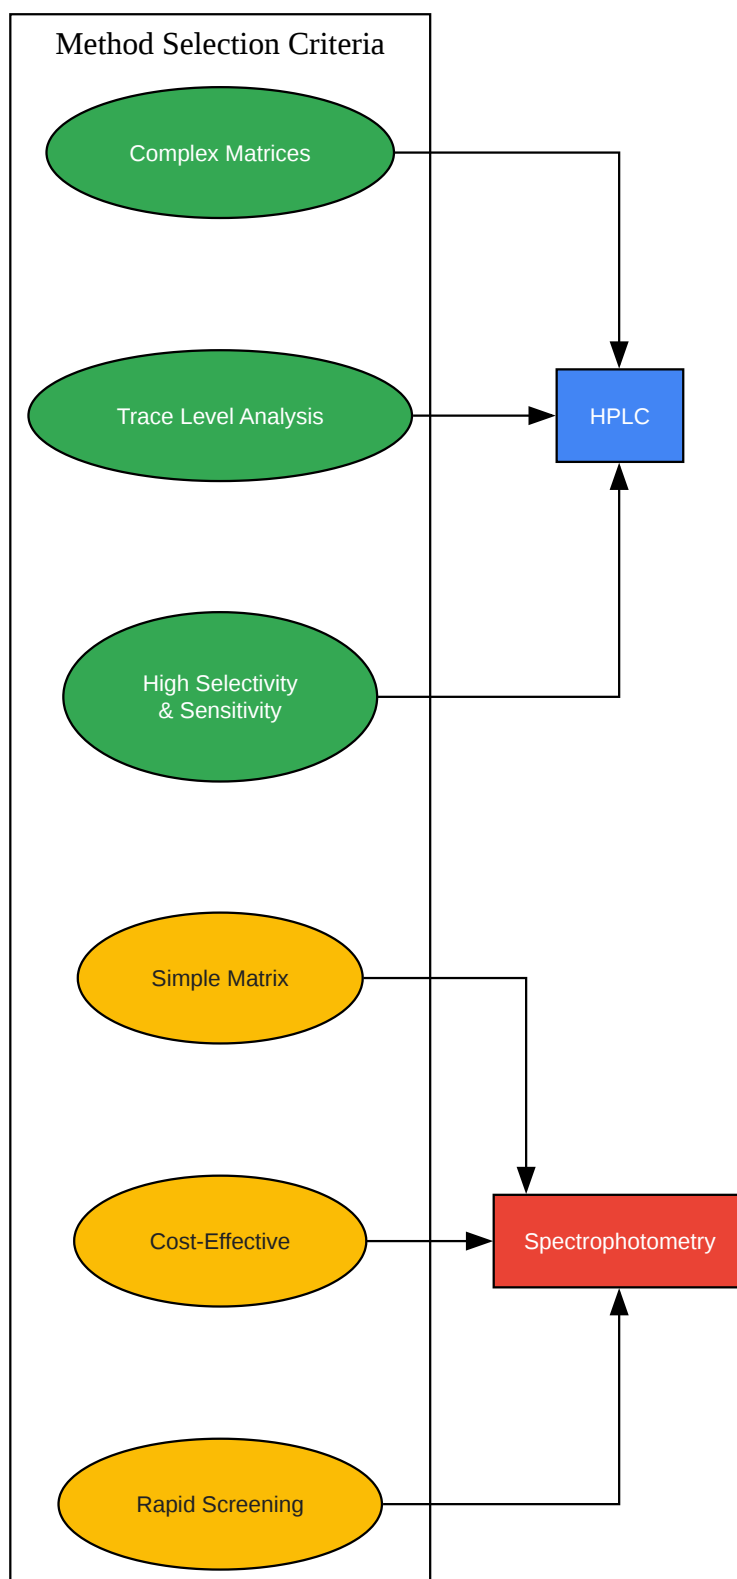 Method Selection Criteria
Complex Matrices
Trace Level Analysis
HPLC
High Selectivity
& Sensitivity
Simple Matrix
Cost-Effective
Spectrophotometry
Rapid Screening